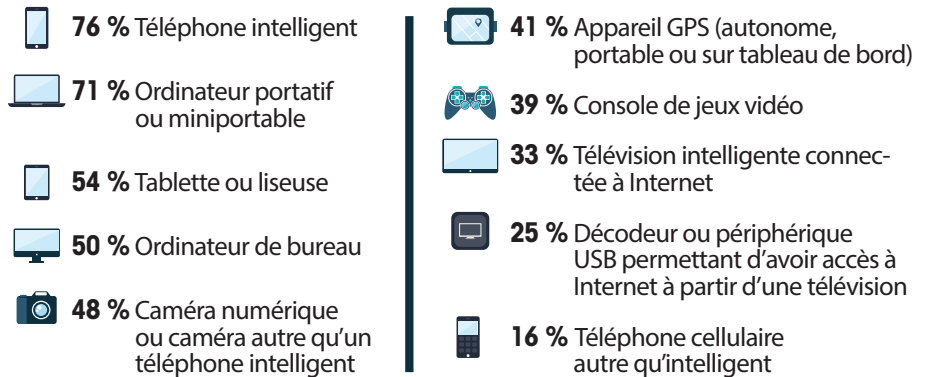 76 % Téléphone intelligent
71 % Ordinateur portatif
ou miniportable
54 % Tablette ou liseuse
50 % Ordinateur de bureau
48 % Caméra numérique
ou caméra autre qu'un
téléphone intelligent
41 % Appareil GPS (autonome,
portable ou sur tableau de bord)
39 % Console de jeux vidéo
33 % Télévision intelligente connec-
tée à Internet
25 % Décodeur ou périphérique
USB permettant d'avoir accès à
Internet à partir d'une télévision
16 % Téléphone cellulaire
autre qu'intelligent